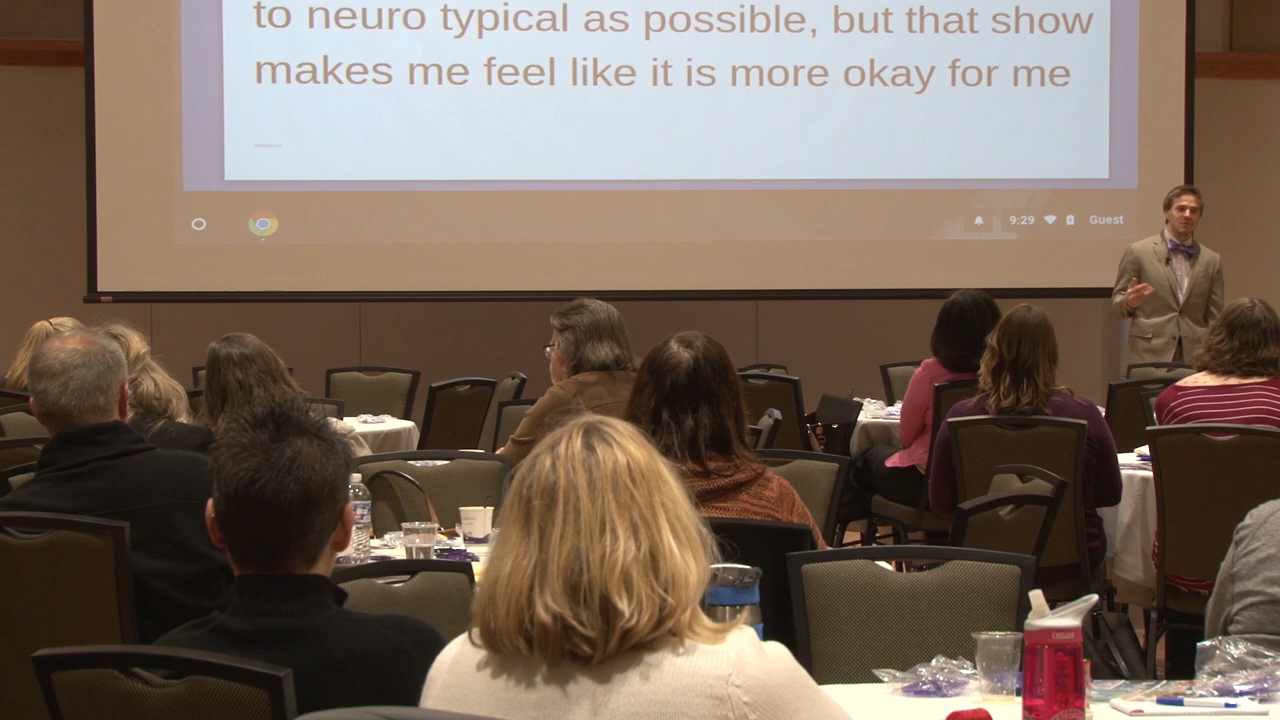 to neuro typical as possible, but that show
makes me feel like it is more okay for me
9:29 Guest
CAMELBAK